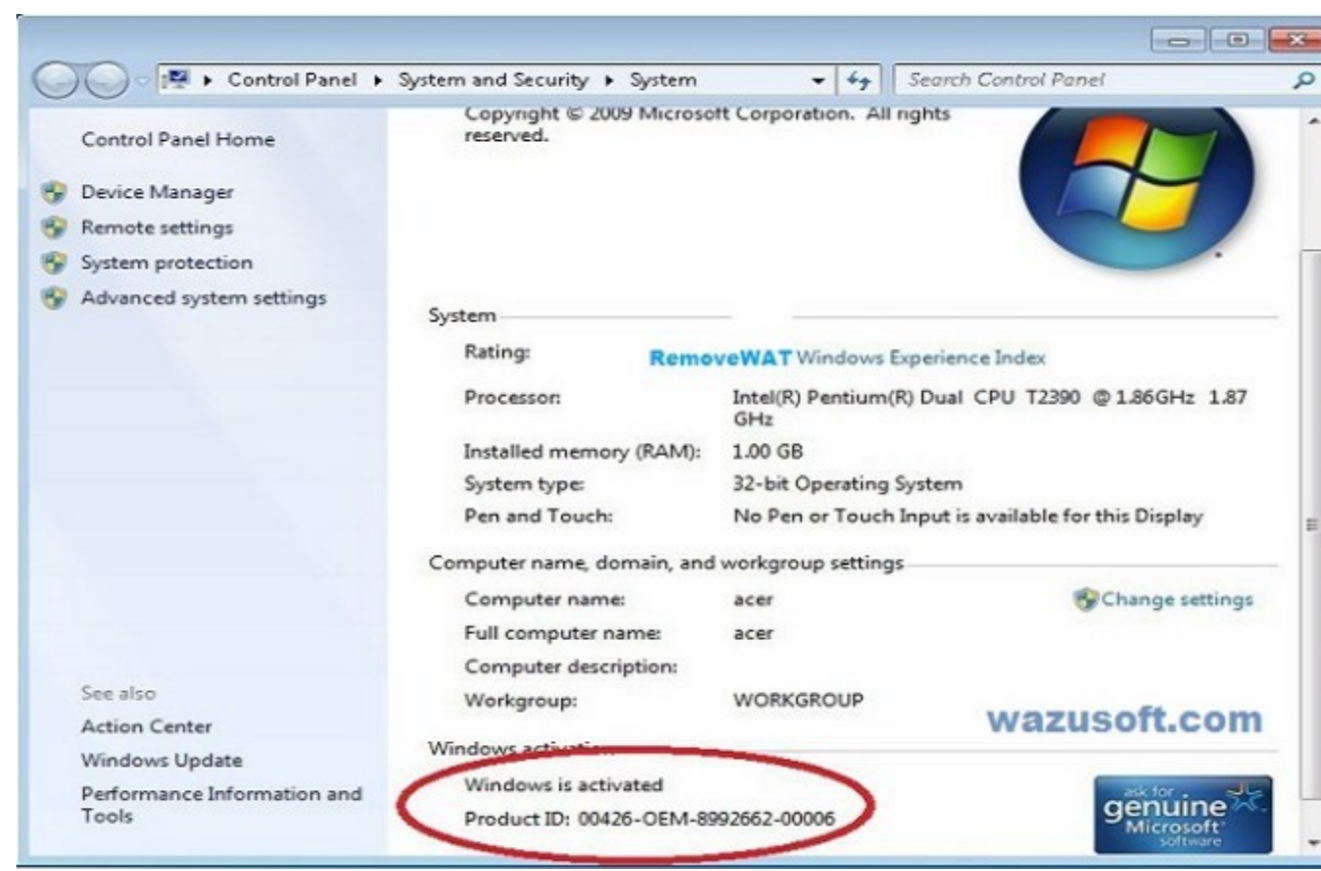 Control Panel ▸ System and Security ▸ System
Search Control Panel
Control Panel Home
Device Manager
Remote settings
System protection
Advanced system settings
See also
Action Center
Windows Update
Performance Information and
Tools
Copyright © 2009 Microsoft Corporation. All rights
reserved.
System
Rating: RemoveWAT Windows Experience Index
Processor: Intel(R) Pentium(R) Dual CPU T2390 @ 1.86GHz 1.87
GHz
Installed memory (RAM): 1.00 GB
System type: 32-bit Operating System
Pen and Touch: No Pen or Touch Input is available for this Display
Computer name, domain, and workgroup settings
Computer name: acer
Change settings
Full computer name: acer
Computer description:
Workgroup: WORKGROUP
wazusoft.com
Windows activation
Windows is activated
Product ID: 00426-OEM-8992662-00006
ask for
genuine
Microsoft
software